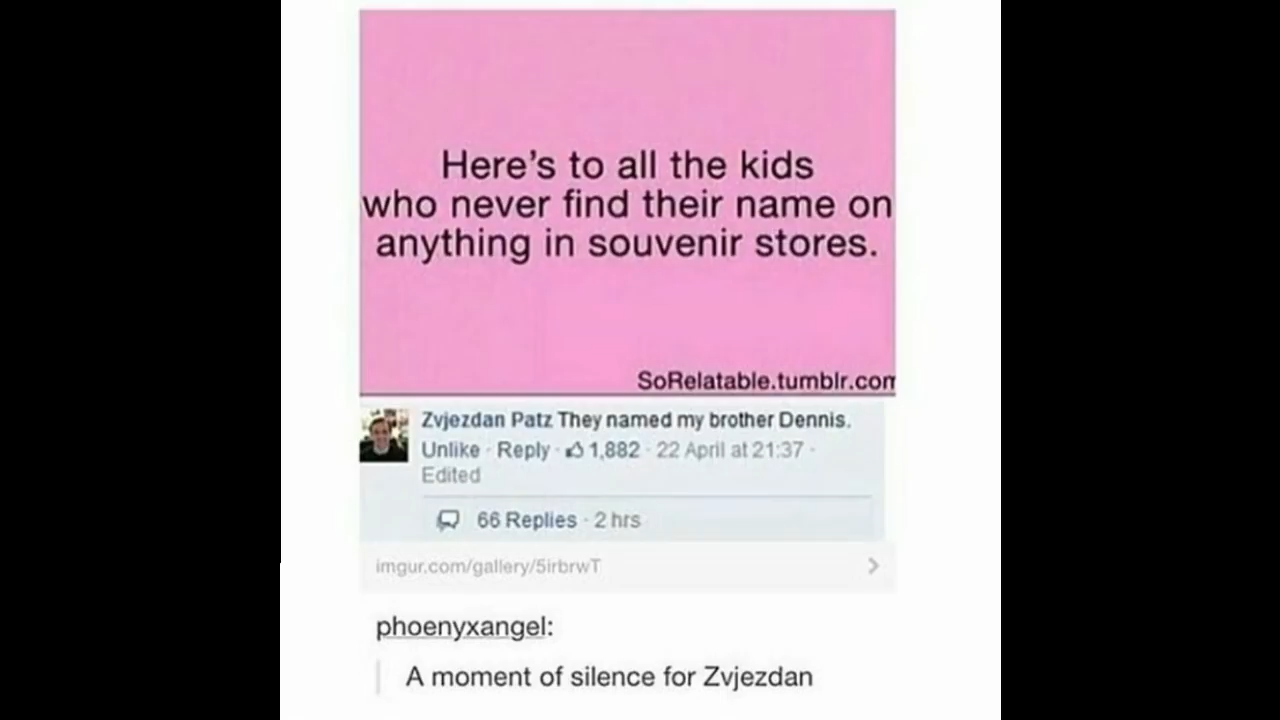 Here's to all the kids
who never find their name on
anything in souvenir stores.
SoRelatable.tumblr.com
Zvjezdan Patz They named my brother Dennis.
Unlike · Reply · 1,882 · 22 April at 21:37 ·
Edited
66 Replies · 2 hrs
imgur.com/gallery/5irbrwT
phoenyxangel:
A moment of silence for Zvjezdan